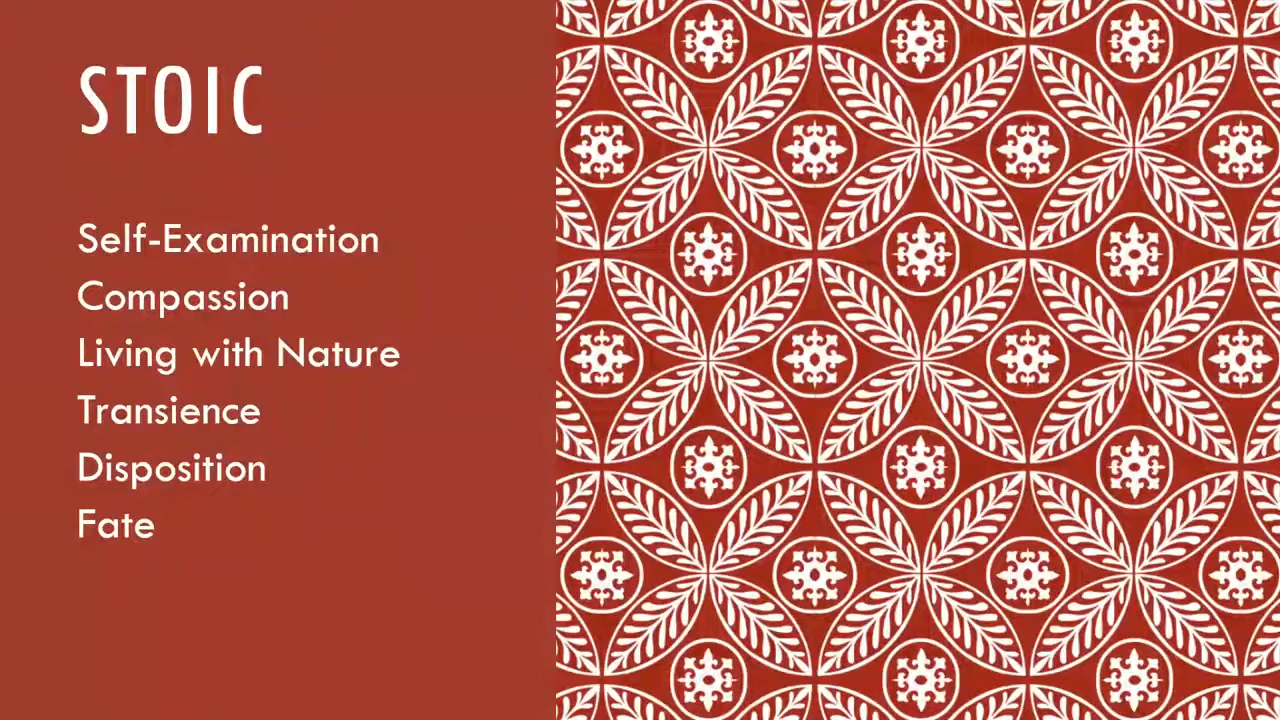 STOIC
Self-Examination
Compassion
Living with Nature
Transience
Disposition
Fate